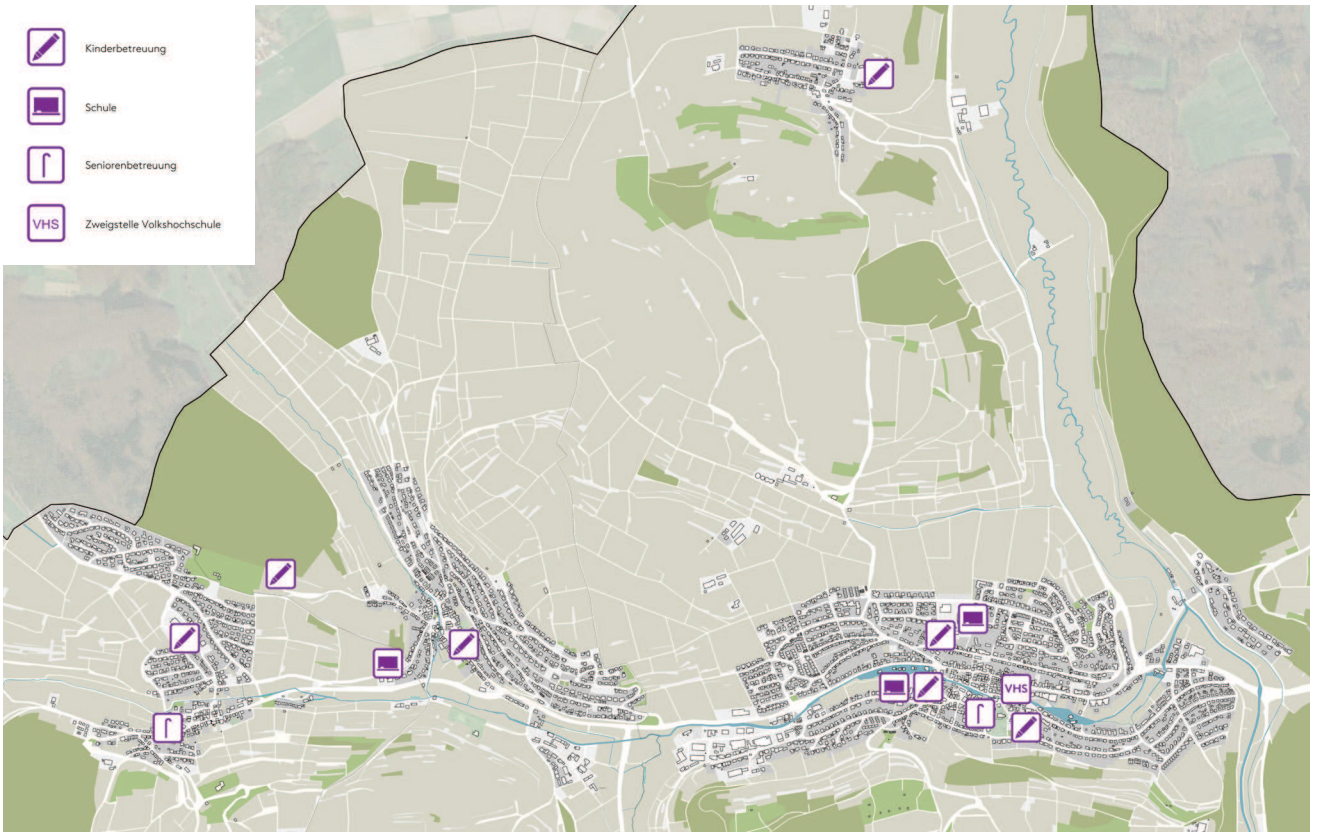 Kinderbetreuung
Schule
Seniorenbetreuung
VHS Zweigstelle Volkshochschule
VHS